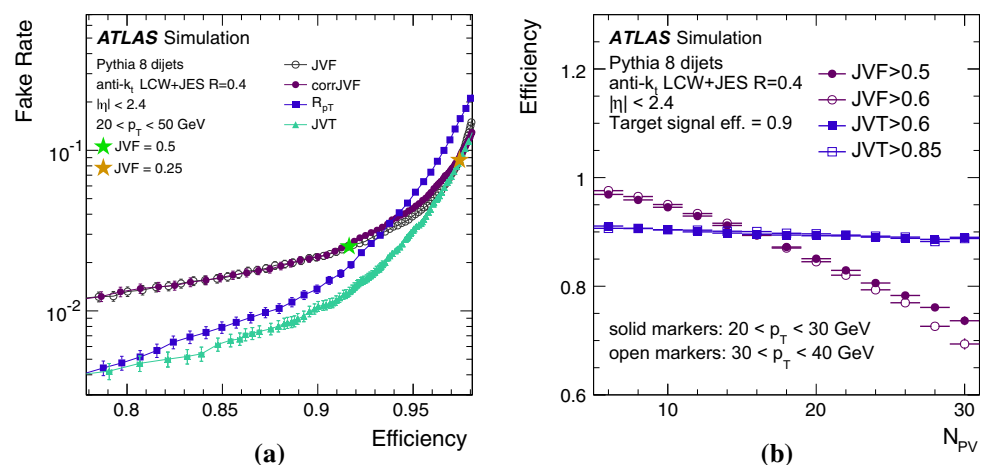 Fake Rate
ATLAS Simulation
Pythia 8 dijets
anti-kt LCW+JES R=0.4
|η| < 2.4
20 < pT < 50 GeV
JVF = 0.5
JVF = 0.25
JVF
corrJVF
RpT
JVT
10-1
10-2
0.8 0.85 0.9 0.95
Efficiency
(a)
Efficiency
ATLAS Simulation
Pythia 8 dijets
anti-kt LCW+JES R=0.4
|η| < 2.4
Target signal eff. = 0.9
JVF>0.5
JVF>0.6
JVT>0.6
JVT>0.85
1.2
1
0.8
0.6
solid markers: 20 < pT < 30 GeV
open markers: 30 < pT < 40 GeV
10 20 30
NPV
(b)